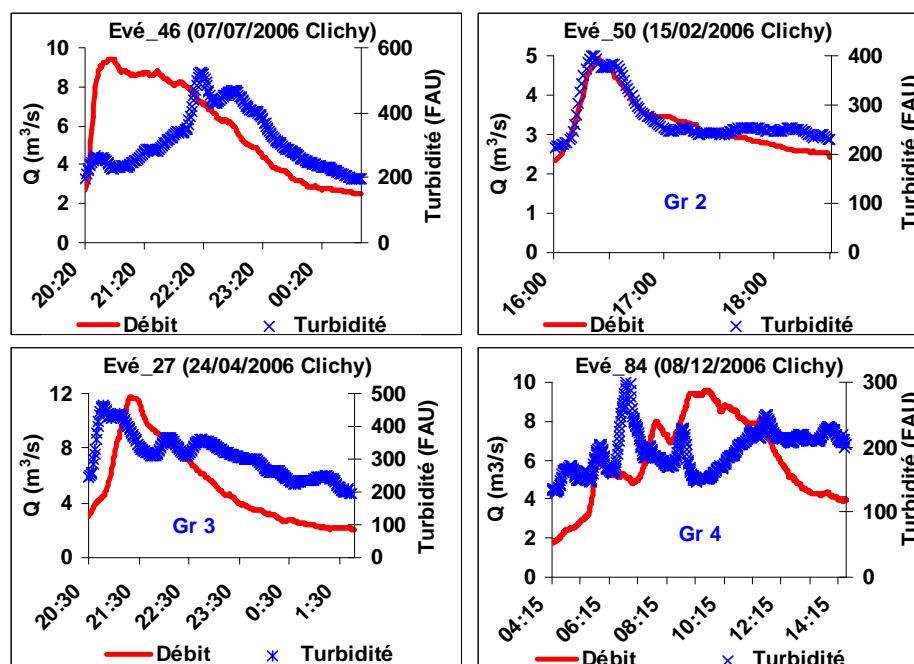 Evé_46 (07/07/2006 Clichy)
10
8
6
4
2
0
Q (m³/s)
600
400
200
0
Turbidité (FAU)
20:20
21:20
22:20
23:20
00:20
Débit
Turbidité
Evé_50 (15/02/2006 Clichy)
5
4
3
2
1
0
Q (m³/s)
400
300
200
100
0
Turbidité (FAU)
Gr 2
16:00
17:00
18:00
Débit
Turbidité
Evé_27 (24/04/2006 Clichy)
12
8
4
0
Q (m³/s)
500
400
300
200
100
0
Turbidité (FAU)
Gr 3
20:30
21:30
22:30
23:30
0:30
1:30
Débit
Turbidité
Evé_84 (08/12/2006 Clichy)
10
8
6
4
2
0
Q (m3/s)
300
200
100
0
Turbidité (FAU)
Gr 4
04:15
06:15
08:15
10:15
12:15
14:15
Débit
Turbidité